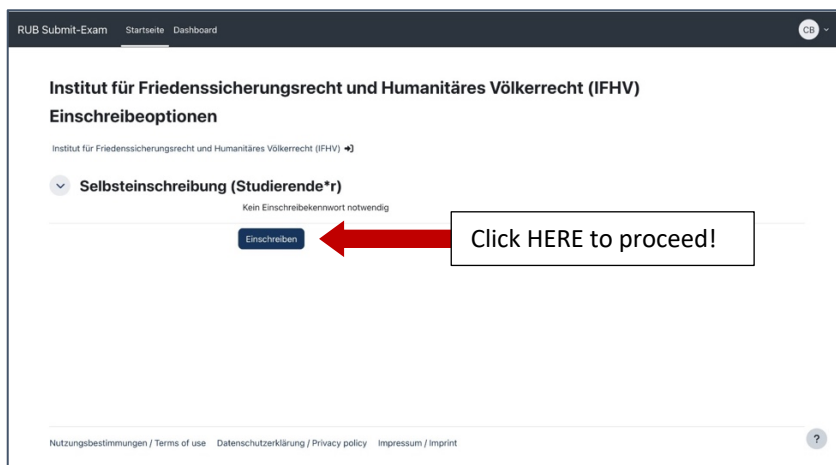 RUB Submit-Exam Startseite Dashboard CB
Institut für Friedenssicherungsrecht und Humanitäres Völkerrecht (IFHV)
Einschreibeoptionen
Institut für Friedenssicherungsrecht und Humanitäres Völkerrecht (IFHV)
Selbsteinschreibung (Studierende*r)
Kein Einschreibekennwort notwendig
Einschreiben
Click HERE to proceed!
Nutzungsbestimmungen / Terms of use Datenschutzerklärung / Privacy policy Impressum / Imprint ?